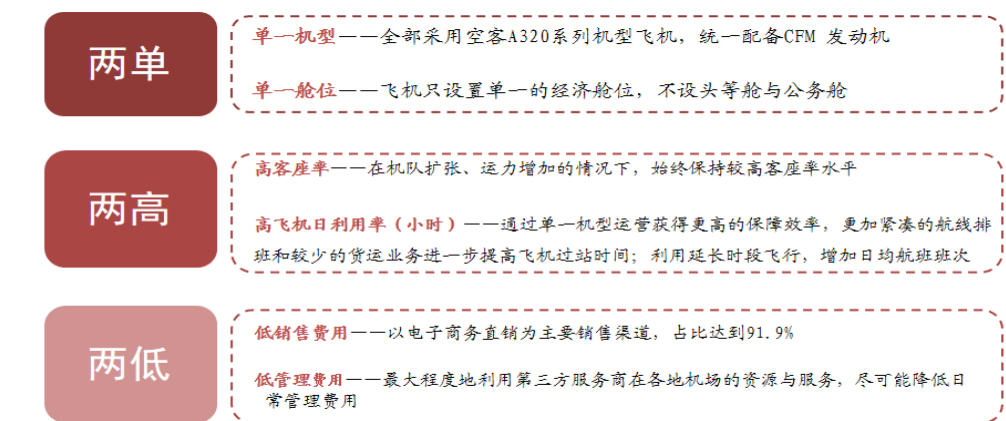 两单
单一机型——全部采用空客A320系列机型飞机，统一配备CFM 发动机
单一舱位——飞机只设置单一的经济舱位，不设头等舱与公务舱
两高
高客座率——在机队扩张、运力增加的情况下，始终保持较高客座率水平
高飞机日利用率（小时）——通过单一机型运营获得更高的保障效率，更加紧凑的航线排
班和较少的货运业务进一步提高飞机过站时间；利用延长时段飞行，增加日均航班班次
两低
低销售费用——以电子商务直销为主要销售渠道，占比达到91.9%
低管理费用——最大程度地利用第三方服务商在各地机场的资源与服务，尽可能降低日
常管理费用